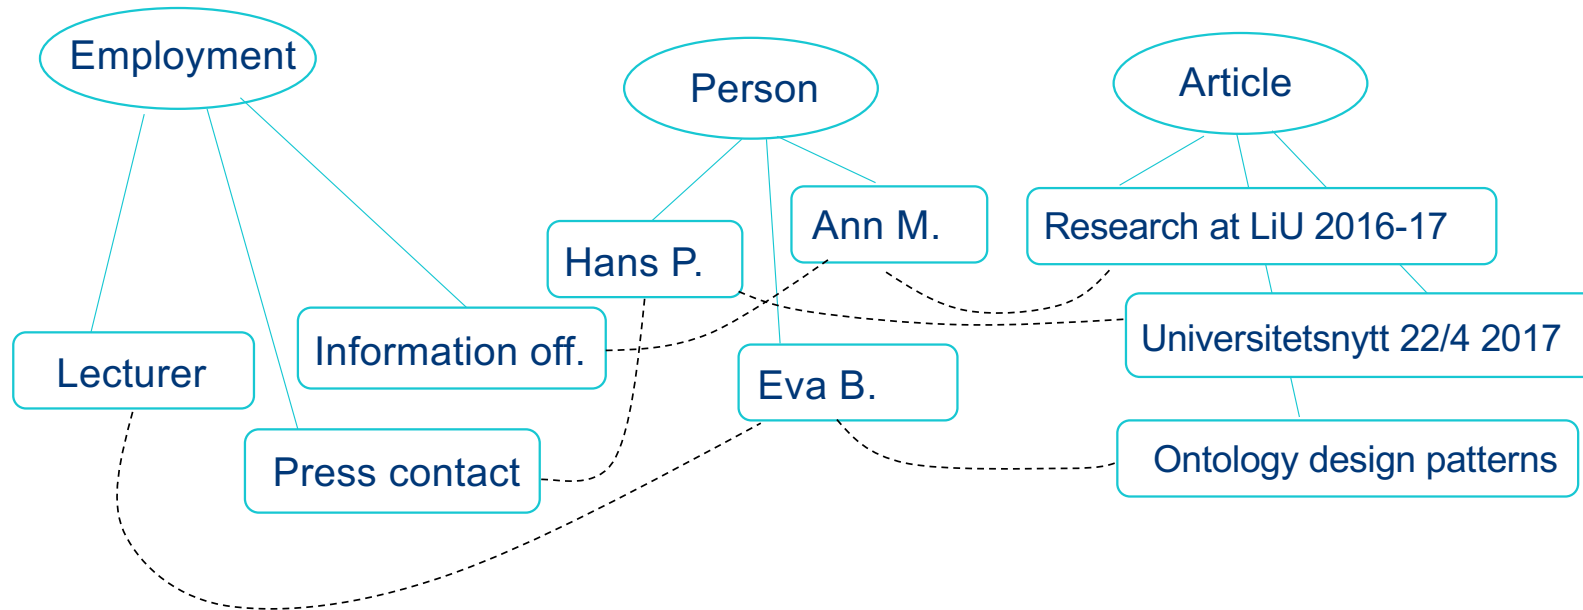 Employment
Person
Article
Ann M.
Research at LiU 2016-17
Hans P.
Information off.
Universitetsnytt 22/4 2017
Lecturer
Eva B.
Press contact
Ontology design patterns